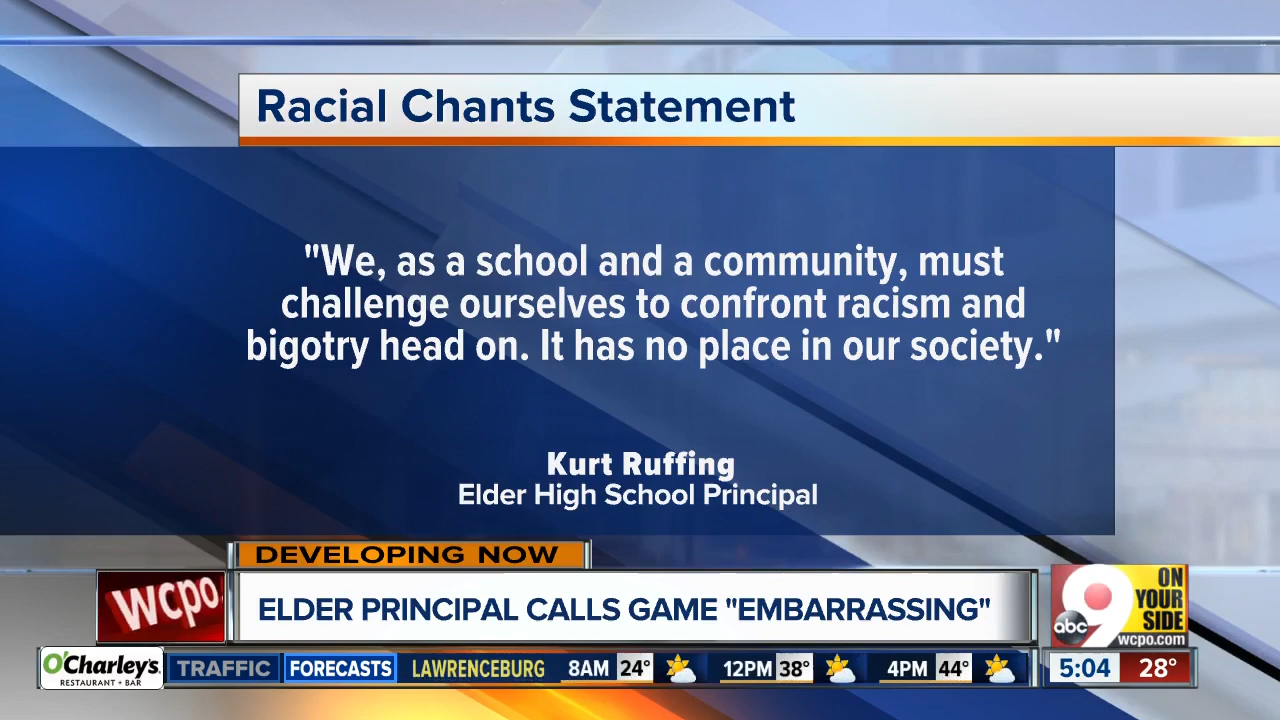 Racial Chants Statement
"We, as a school and a community, must
challenge ourselves to confront racism and
bigotry head on. It has no place in our society."
Kurt Ruffing
Elder High School Principal
DEVELOPING NOW
wcpo
ELDER PRINCIPAL CALLS GAME "EMBARRASSING"
abc 9 ON
YOUR
SIDE
wcpo.com
O'Charley's
RESTAURANT + BAR
TRAFFIC FORECASTS LAWRENCEBURG 8AM 24° 12PM 38° 4PM 44° 5:04 28°